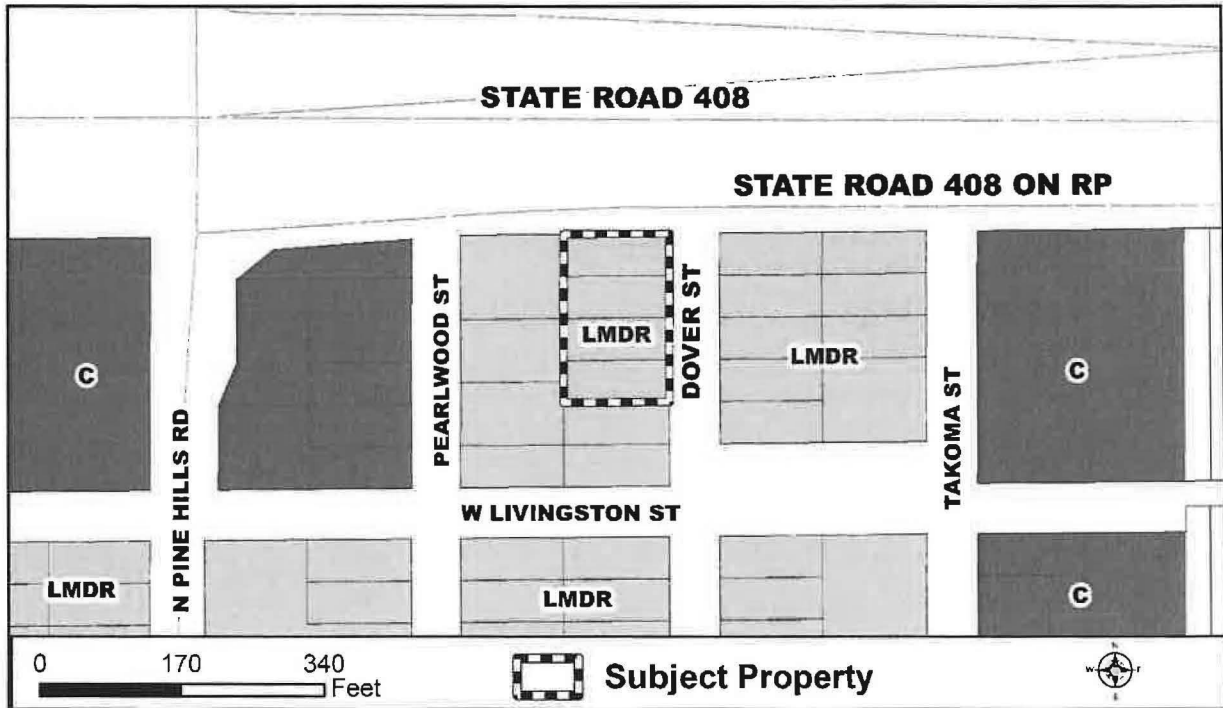 STATE ROAD 408
STATE ROAD 408 ON RP
C
N PINE HILLS RD
PEARLWOOD ST
LMDR
DOVER ST
LMDR
TAKOMA ST
C
W LIVINGSTON ST
LMDR
LMDR
C
0 170 340
Feet
Subject Property